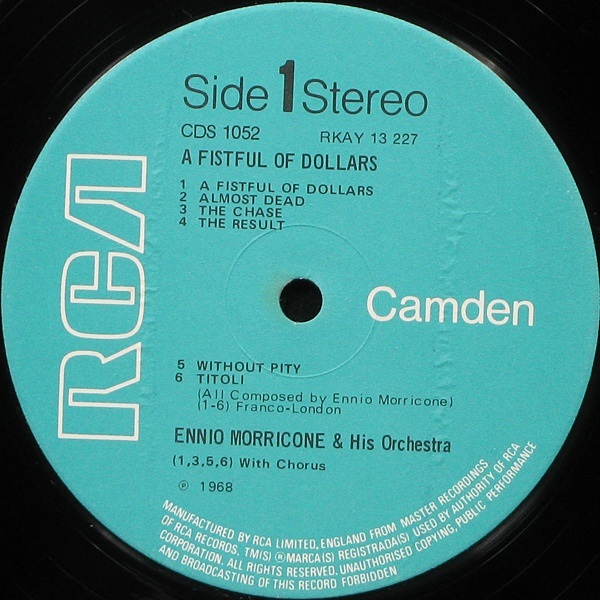 Side 1 Stereo
CDS 1052 RKAY 13 227
A FISTFUL OF DOLLARS
1 A FISTFUL OF DOLLARS
2 ALMOST DEAD
3 THE CHASE
4 THE RESULT
RCA
Camden
5 WITHOUT PITY
6 TITOLI
(All Composed by Ennio Morricone)
(1-6) Franco-London
ENNIO MORRICONE & His Orchestra
(1,3,5,6) With Chorus
℗ 1968
MANUFACTURED BY RCA LIMITED, ENGLAND FROM MASTER RECORDINGS
OF RCA RECORDS. TM(S) ® MARCA(S) REGISTRADA(S) USED BY AUTHORITY OF RCA
CORPORATION. ALL RIGHTS RESERVED. UNAUTHORISED COPYING, PUBLIC PERFORMANCE
AND BROADCASTING OF THIS RECORD FORBIDDEN